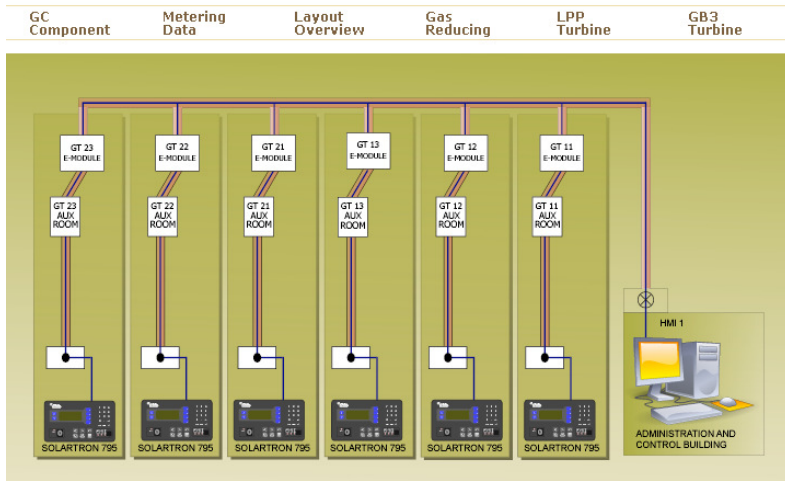 GC
Component
Metering
Data
Layout
Overview
Gas
Reducing
LPP
Turbine
GB3
Turbine
GT 23
E-MODULE
GT 22
E-MODULE
GT 21
E-MODULE
GT 13
E-MODULE
GT 12
E-MODULE
GT 11
E-MODULE
GT 23
AUX
ROOM
GT 22
AUX
ROOM
GT 21
AUX
ROOM
GT 13
AUX
ROOM
GT 12
AUX
ROOM
GT 11
AUX
ROOM
HMI 1
SOLARTRON 795
SOLARTRON 795
SOLARTRON 795
SOLARTRON 795
SOLARTRON 795
SOLARTRON 795
ADMINISTRATION AND
CONTROL BUILDING